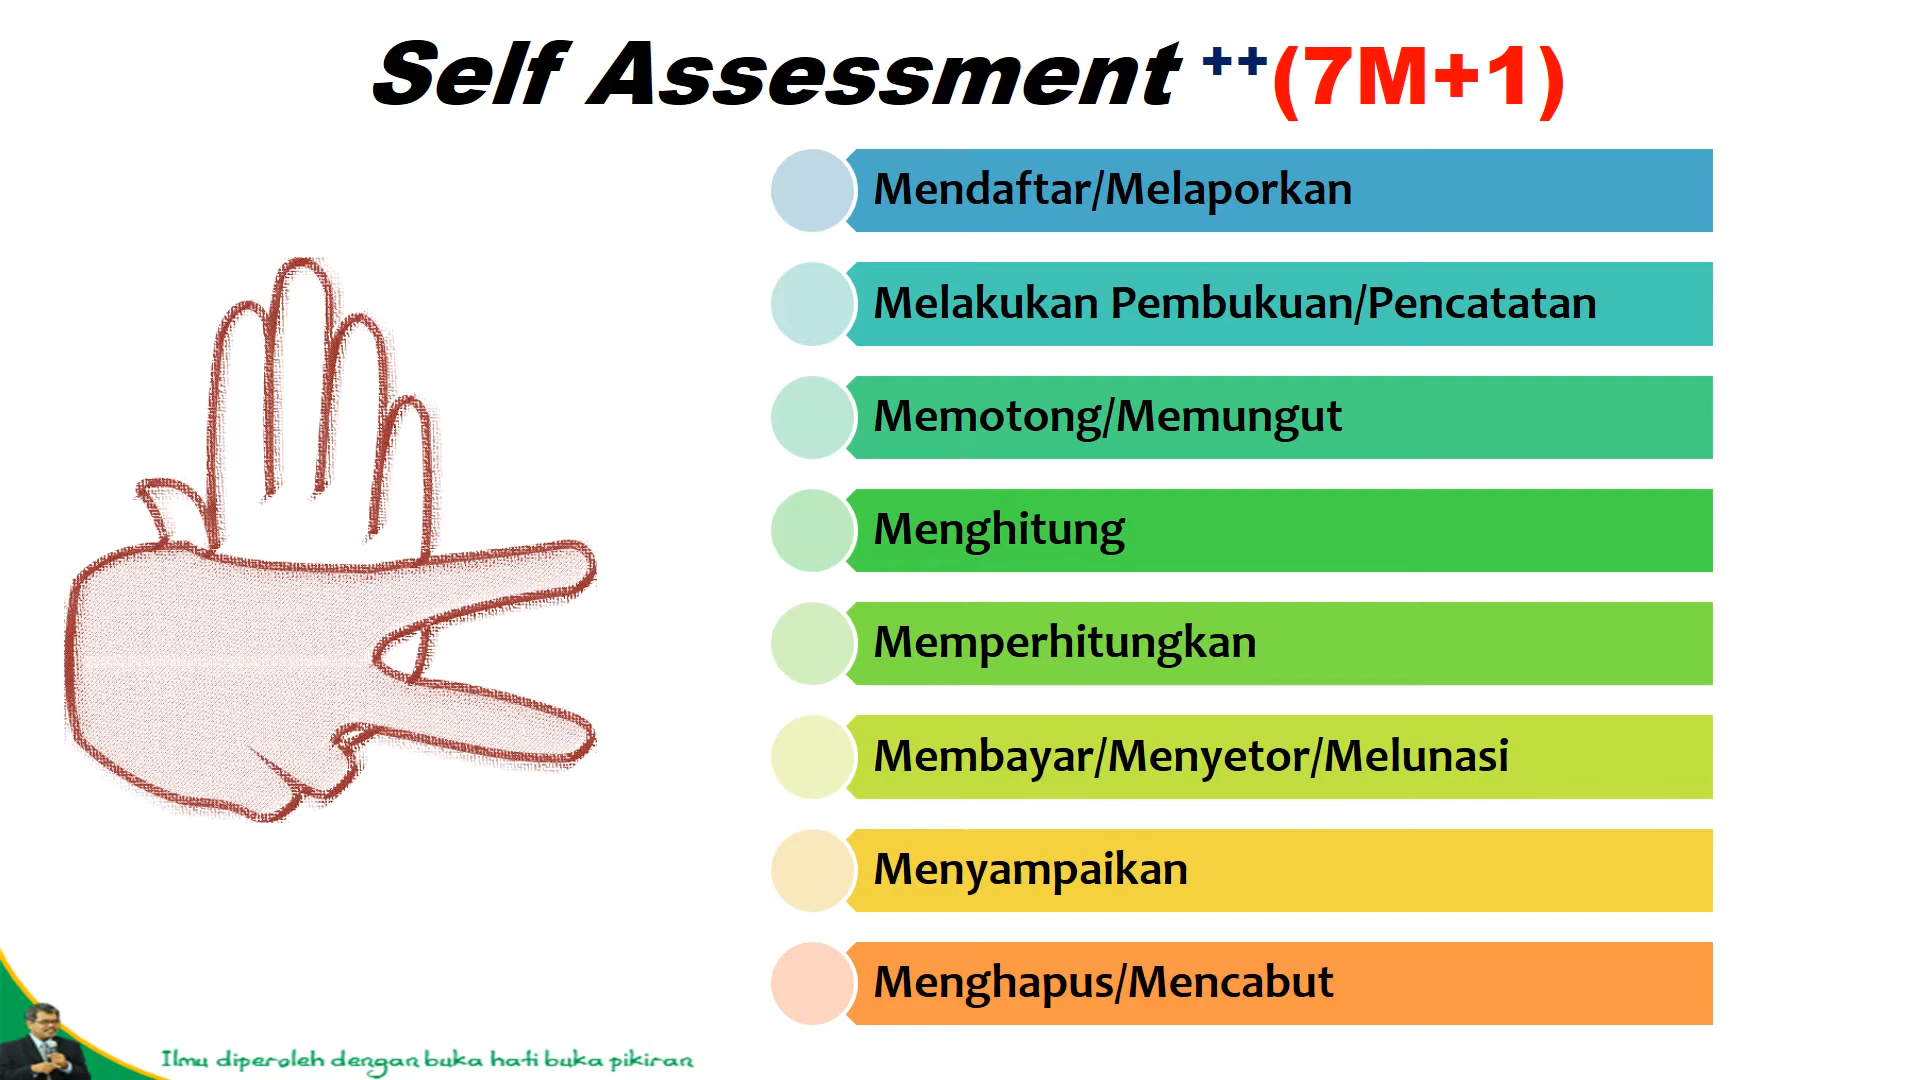 Self Assessment ++(7M+1)
Mendaftar/Melaporkan
Melakukan Pembukuan/Pencatatan
Memotong/Memungut
Menghitung
Memperhitungkan
Membayar/Menyetor/Melunasi
Menyampaikan
Menghapus/Mencabut
Ilmu diperoleh dengan buka hati buka pikiran